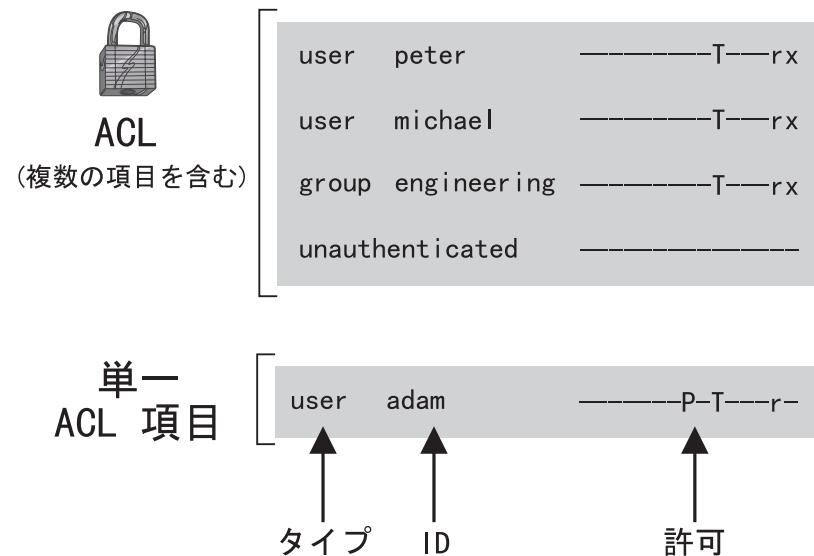 user peter ---------T---rx
ACL
(複数の項目を含む)
user michael ---------T---rx
group engineering ---------T---rx
unauthenticated ---------------
単一
ACL 項目
user adam -------P-T---r-
タイプ ID 許可